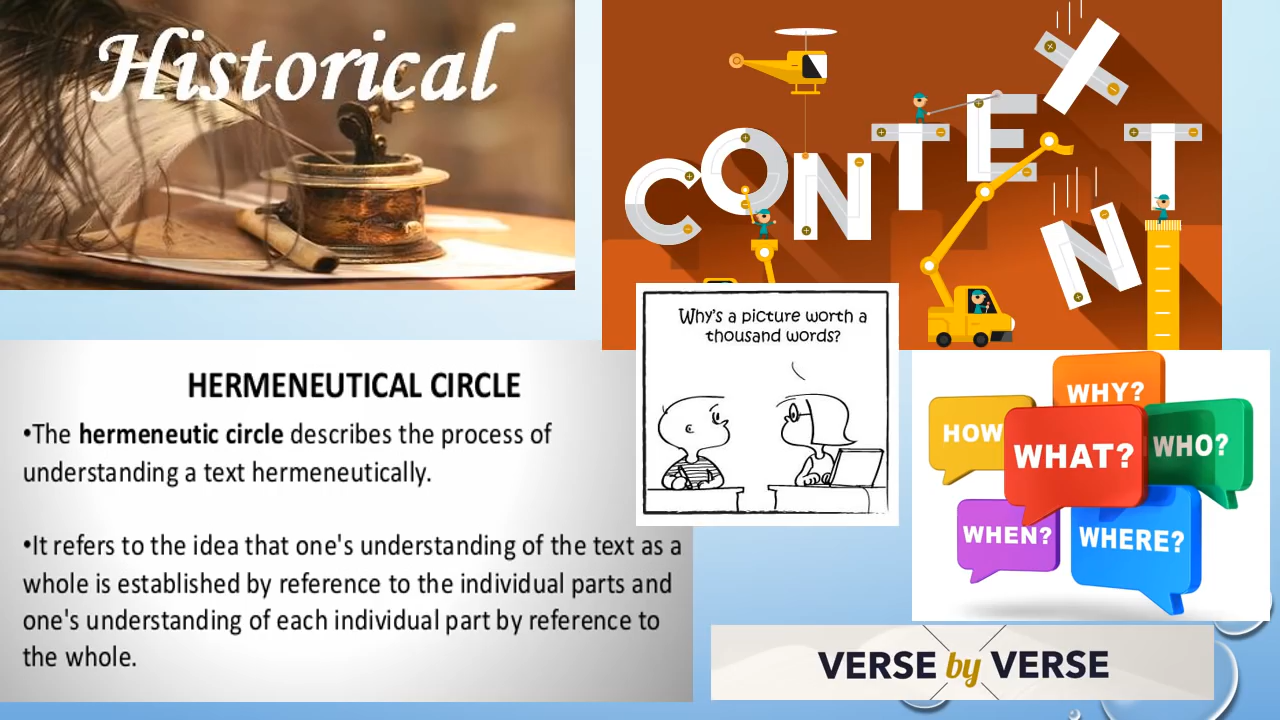 Historical
CONTEXT
N
Why's a picture worth a
thousand words?
HERMENEUTICAL CIRCLE
•The hermeneutic circle describes the process of
understanding a text hermeneutically.
•It refers to the idea that one's understanding of the text as a
whole is established by reference to the individual parts and
one's understanding of each individual part by reference to
the whole.
WHY?
HOW
WHAT?
WHO?
WHEN?
WHERE?
VERSE by VERSE